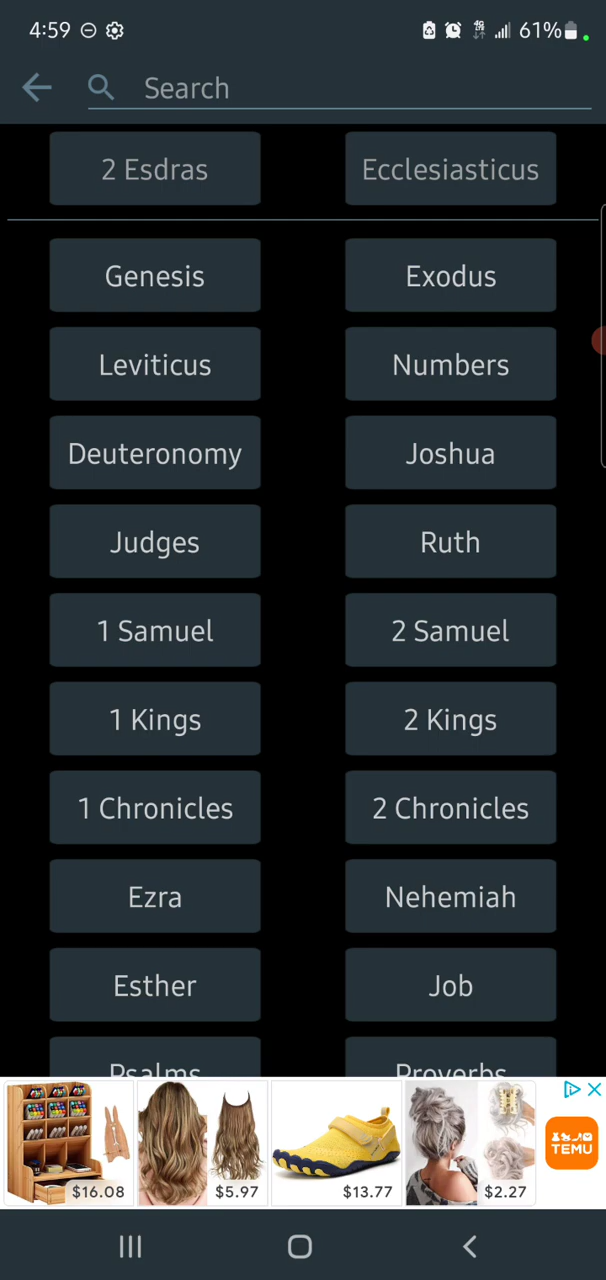 4:59 61%
Search
2 Esdras Ecclesiasticus
Genesis Exodus
Leviticus Numbers
Deuteronomy Joshua
Judges Ruth
1 Samuel 2 Samuel
1 Kings 2 Kings
1 Chronicles 2 Chronicles
Ezra Nehemiah
Esther Job
Psalms Proverbs
$16.08 $5.97 $13.77 $2.27 TEMU